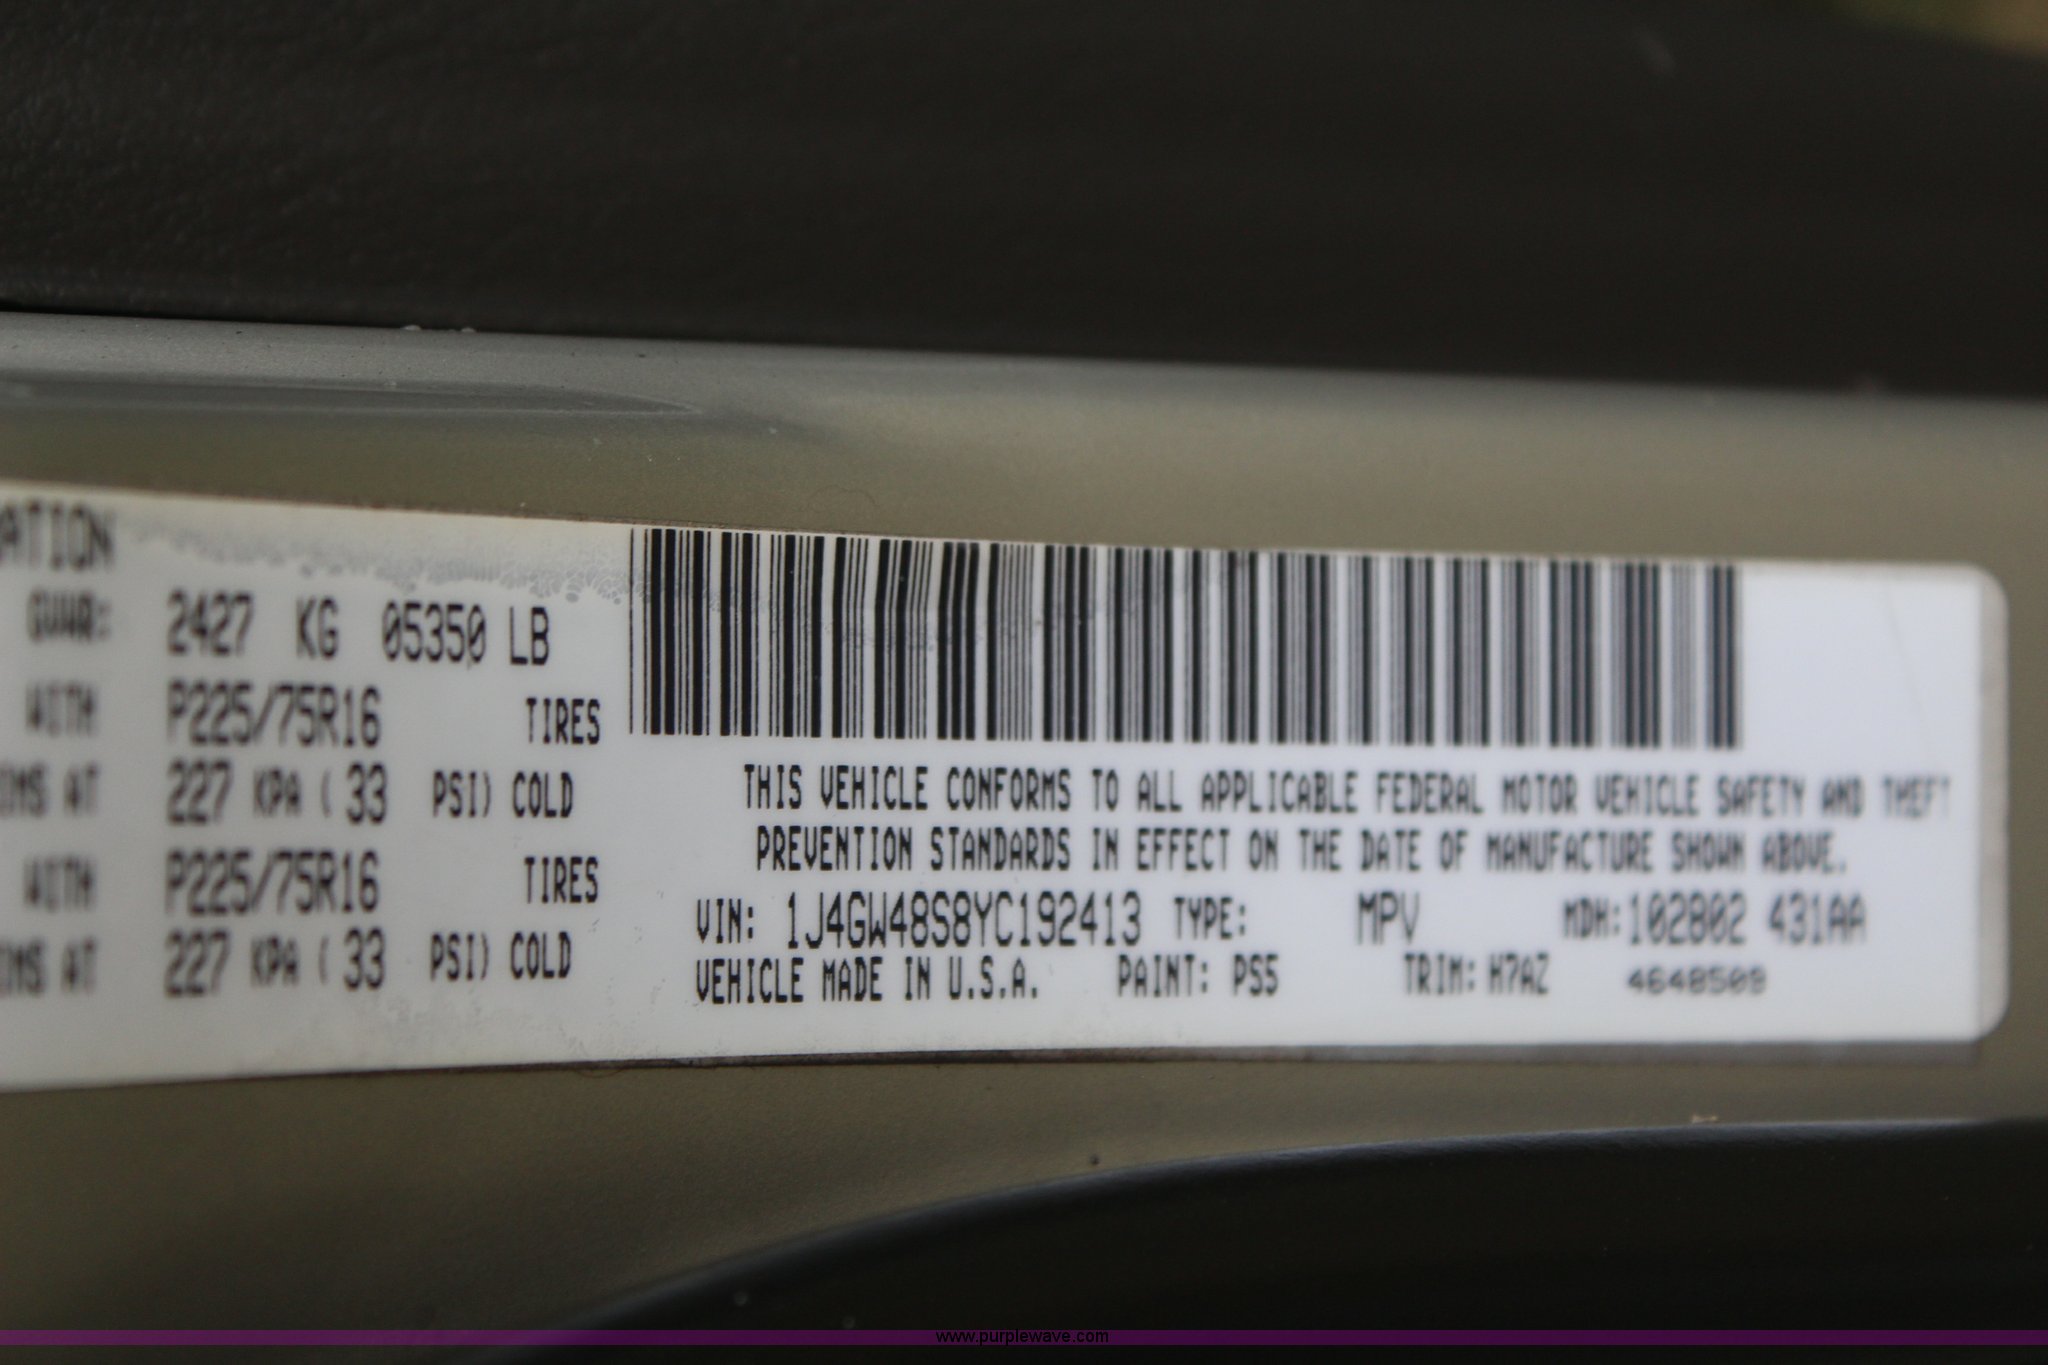 ATION
GVWR: 2427 KG 05350 LB
WITH P225/75R16 TIRES
IMS AT 227 KPA ( 33 PSI) COLD
WITH P225/75R16 TIRES
IMS AT 227 KPA ( 33 PSI) COLD
THIS VEHICLE CONFORMS TO ALL APPLICABLE FEDERAL MOTOR VEHICLE SAFETY AND THEFT
PREVENTION STANDARDS IN EFFECT ON THE DATE OF MANUFACTURE SHOWN ABOVE.
VIN: 1J4GW48S8YC192413 TYPE: MPV MDH:102802 431AA
VEHICLE MADE IN U.S.A. PAINT: PS5 TRIM: H7AZ 4648509
www.purplewave.com